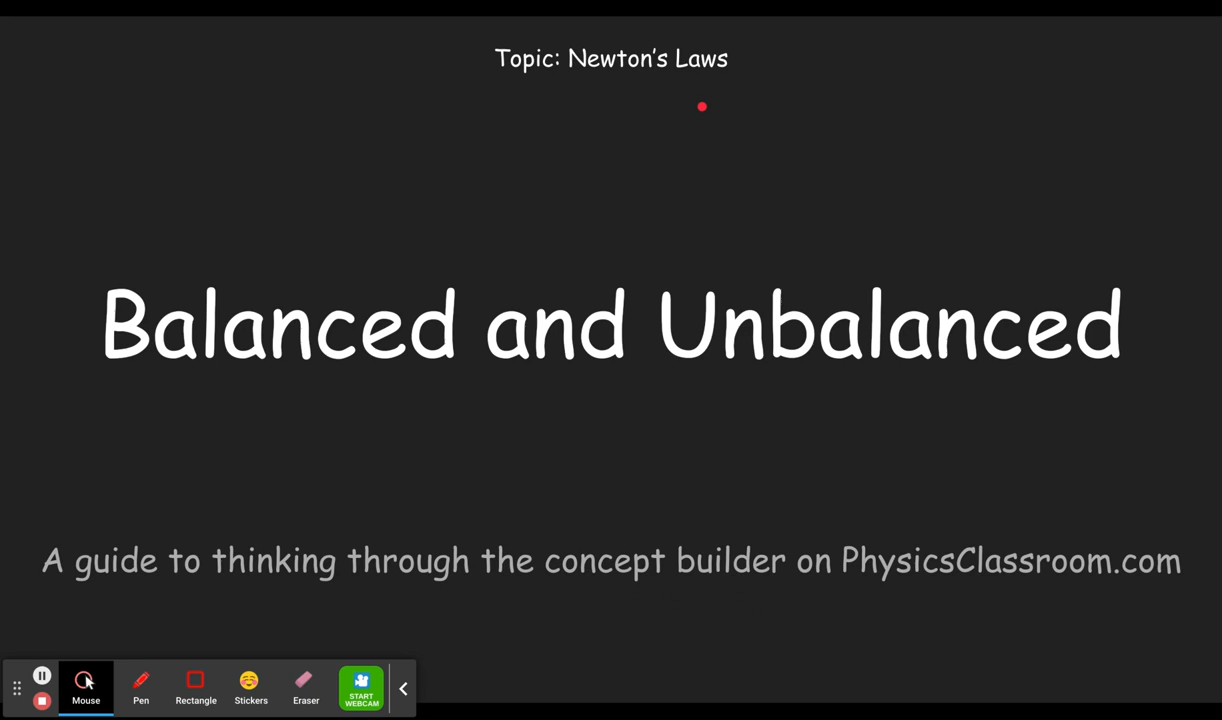 Topic: Newton's Laws
Balanced and Unbalanced
A guide to thinking through the concept builder on PhysicsClassroom.com
Mouse
Pen
Rectangle
Stickers
Eraser
START
WEBCAM